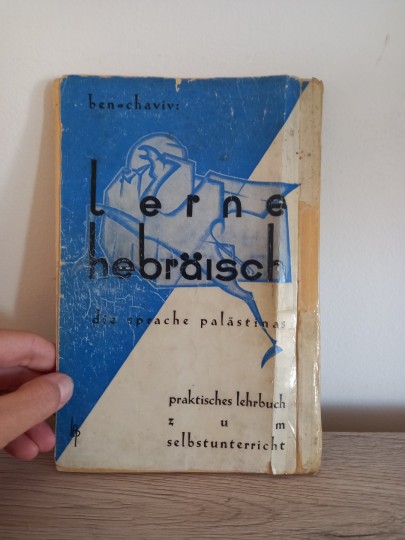 ben=chaviv:
lerne
hebräisch
die sprache palästinas
praktisches lehrbuch
zum
selbstunterricht